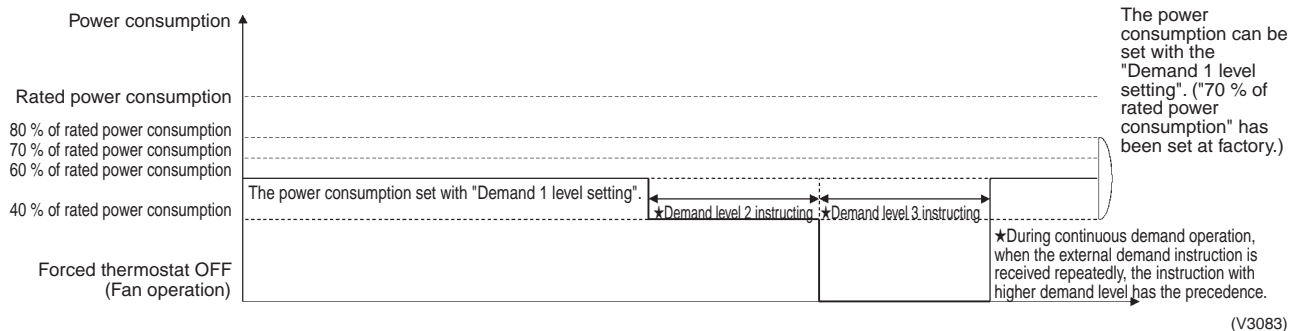 Power consumption
The power
consumption can be
set with the
"Demand 1 level
setting". ("70 % of
rated power
consumption" has
been set at factory.)
Rated power consumption
80 % of rated power consumption
70 % of rated power consumption
60 % of rated power consumption
The power consumption set with "Demand 1 level setting".
40 % of rated power consumption
★Demand level 2 instructing
★Demand level 3 instructing
★During continuous demand operation,
when the external demand instruction is
received repeatedly, the instruction with
higher demand level has the precedence.
Forced thermostat OFF
(Fan operation)
(V3083)